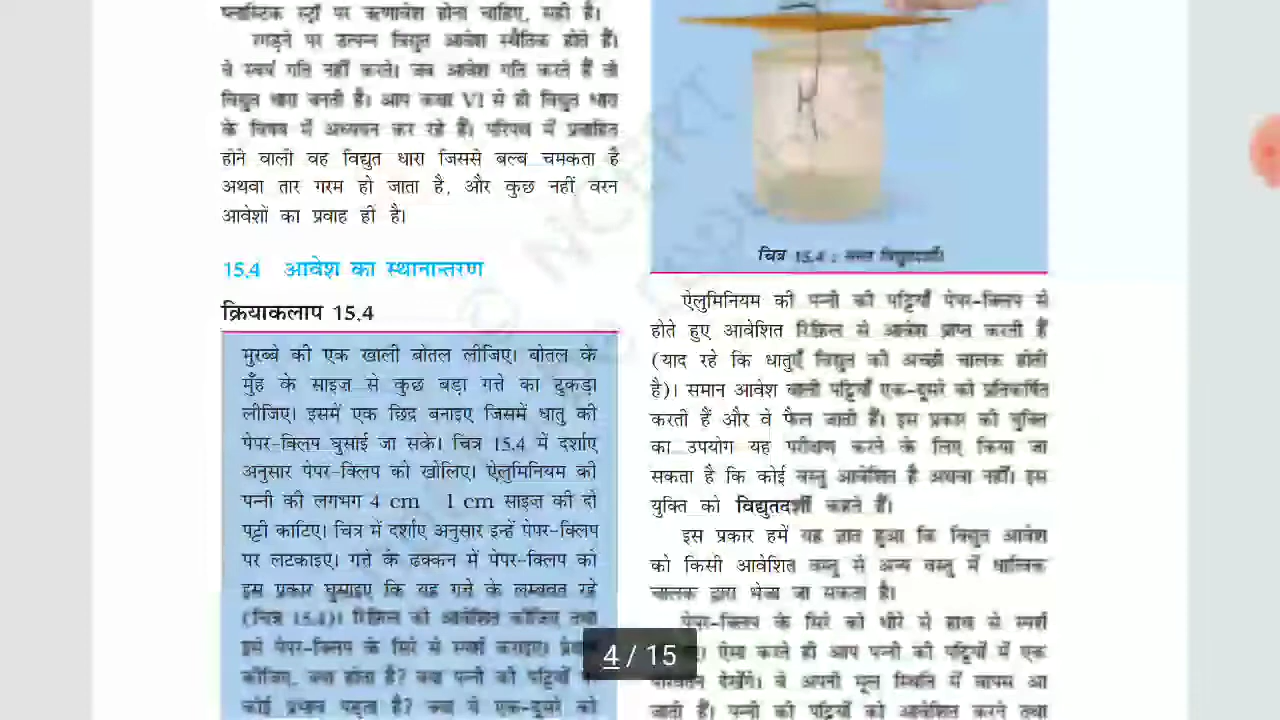 प्लास्टिक स्ट्रॉ पर ऋणावेश होना चाहिए, सही है।
रगड़ने पर उत्पन्न विद्युत आवेश स्थैतिक होते हैं।
वे स्वयं गति नहीं करते। जब आवेश गति करते हैं तो
विद्युत धारा बनती है। आप कक्षा VI से ही विद्युत धारा
के विषय में अध्ययन कर रहे हैं। परिपथ में प्रवाहित
होने वाली वह विद्युत धारा जिससे बल्ब चमकता है
अथवा तार गरम हो जाता है, और कुछ नहीं वरन
आवेशों का प्रवाह ही है।
15.4 आवेश का स्थानान्तरण
क्रियाकलाप 15.4
मुरब्बे की एक खाली बोतल लीजिए। बोतल के
मुँह के साइज़ से कुछ बड़ा गत्ते का टुकड़ा
लीजिए। इसमें एक छिद्र बनाइए जिसमें धातु की
पेपर-क्लिप घुसाई जा सके। चित्र 15.4 में दर्शाए
अनुसार पेपर-क्लिप को खोलिए। ऐलुमिनियम की
पन्नी की लगभग 4 cm 1 cm साइज़ की दो
पट्टी काटिए। चित्र में दर्शाए अनुसार इन्हें पेपर-क्लिप
पर लटकाइए। गत्ते के ढक्कन में पेपर-क्लिप को
इस प्रकार घुसाइए कि यह गत्ते के लम्बवत रहे
(चित्र 15.4)। रिफ़िल को आवेशित कीजिए तथा
इसे पेपर-क्लिप के सिरे से स्पर्श कराइए।
कीजिए, क्या होता है? क्या पन्नी की पट्टियों
कोई प्रभाव पड़ता है? क्या ये एक-दूसरे को
चित्र 15.4 : सरल विद्युतदर्शी।
ऐलुमिनियम की पन्नी की पट्टियाँ पेपर-क्लिप से
होते हुए आवेशित रिफ़िल से आवेश प्राप्त करती हैं
(याद रहे कि धातुएँ विद्युत की अच्छी चालक होती
है)। समान आवेश वाली पट्टियाँ एक-दूसरे को प्रतिकर्षित
करती हैं और वे फैल जाती हैं। इस प्रकार की युक्ति
का उपयोग यह परीक्षण करने के लिए किया जा
सकता है कि कोई वस्तु आवेशित है अथवा नहीं। इस
युक्ति को विद्युतदर्शी कहते हैं।
इस प्रकार हमें यह ज्ञात हुआ कि विद्युत आवेश
को किसी आवेशित वस्तु से अन्य वस्तु में धात्विक
चालक द्वारा भेजा जा सकता है।
पेपर-क्लिप के सिरे को धीरे से हाथ से स्पर्श
ऐसा करते ही आप पन्नी की पट्टियों में एक
परिवर्तन देखेंगे। वे अपनी मूल स्थिति में वापस आ
जाती हैं। पन्नी की पट्टियों को आवेशित करने तथा
© NCERT
4 / 15